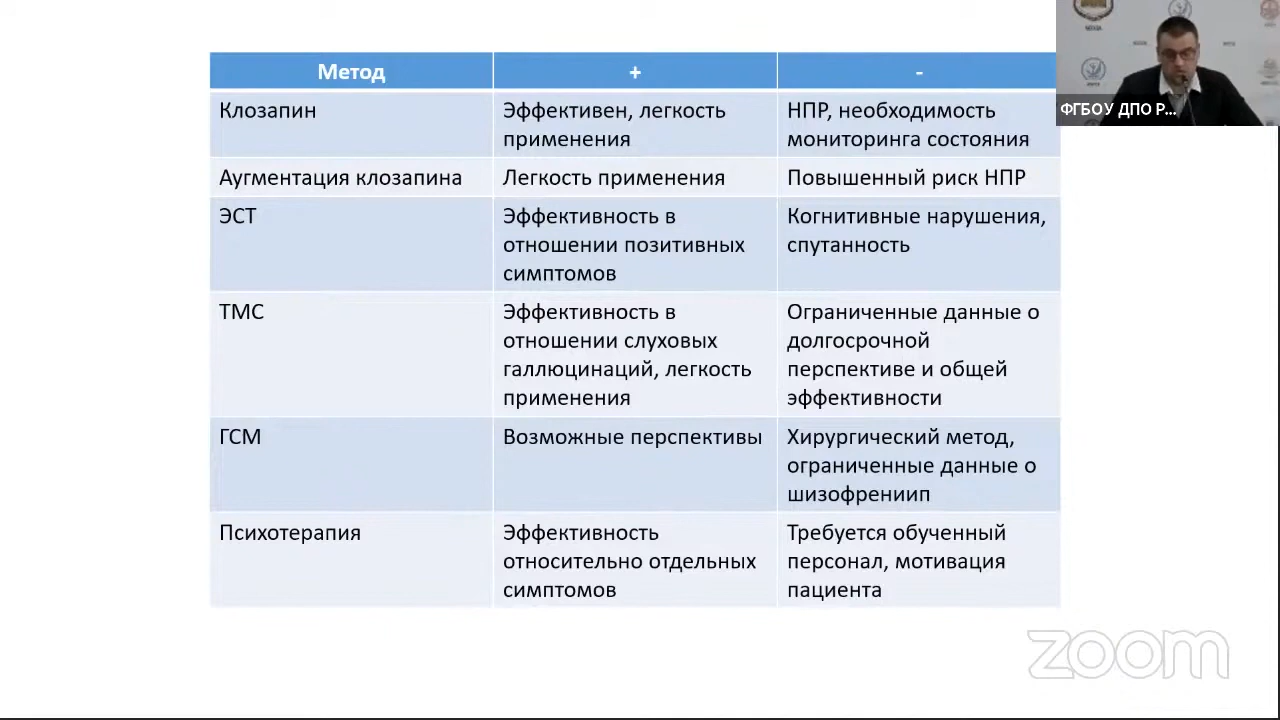 Метод + -
Клозапин Эффективен, легкость НПР, необходимость
применения мониторинга состояния
Аугментация клозапина Легкость применения Повышенный риск НПР
ЭСТ Эффективность в Когнитивные нарушения,
отношении позитивных спутанность
симптомов
ТМС Эффективность в Ограниченные данные о
отношении слуховых долгосрочной
галлюцинаций, легкость перспективе и общей
применения эффективности
ГСМ Возможные перспективы Хирургический метод,
ограниченные данные о
шизофрениип
Психотерапия Эффективность Требуется обученный
относительно отдельных персонал, мотивация
симптомов пациента
ФГБОУ ДПО Р...
zoom